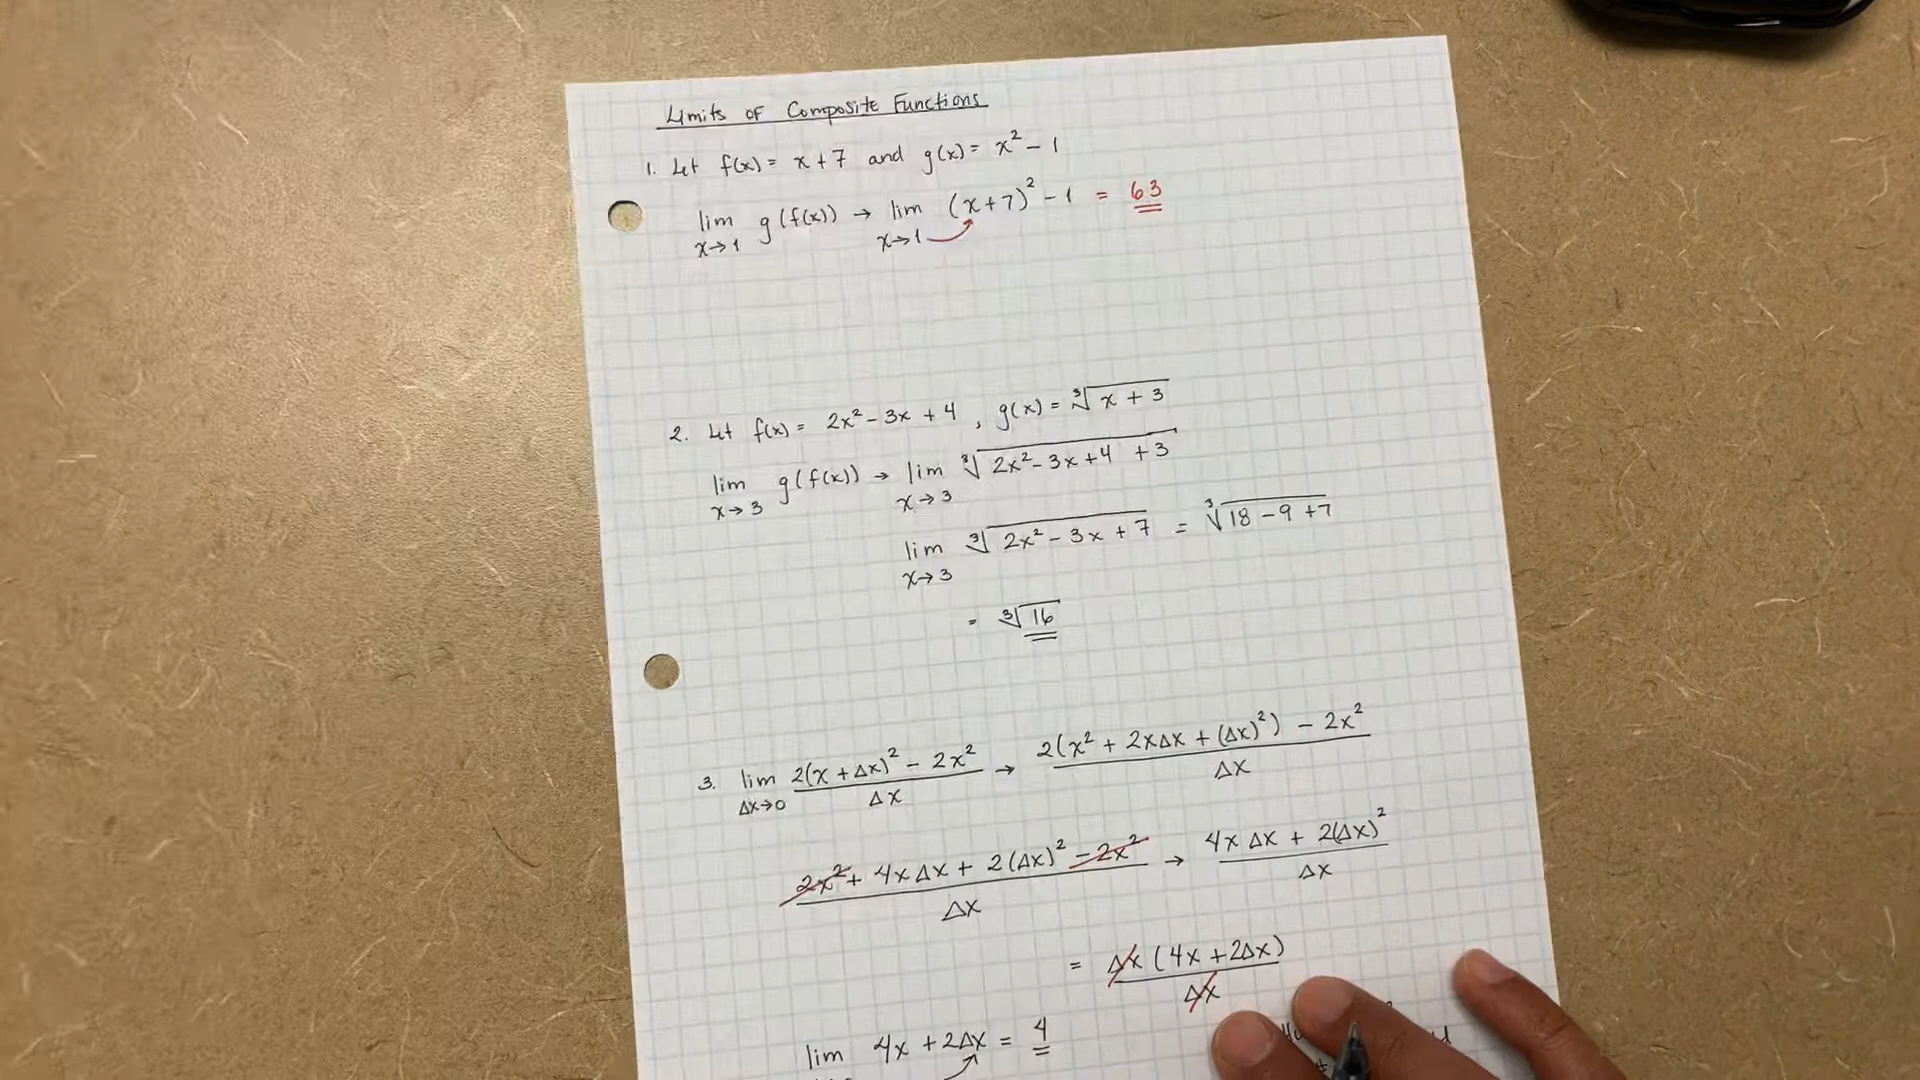 Limits of Composite Functions
1. Let f(x) = x + 7 and g(x) = x² - 1
lim x→1 g(f(x)) → lim x→1 (x+7)² - 1 = 63
2. Let f(x) = 2x² - 3x + 4 , g(x) = ∛(x + 3)
lim x→3 g(f(x)) → lim x→3 ∛(2x² - 3x + 4 + 3)
lim x→3 ∛(2x² - 3x + 7) = ∛(18 - 9 + 7)
= ∛16
3. lim Δx→0 (2(x + Δx)² - 2x²)/Δx → (2(x² + 2xΔx + (Δx)²) - 2x²)/Δx
(2x² + 4xΔx + 2(Δx)² - 2x²)/Δx → (4xΔx + 2(Δx)²)/Δx
= Δx(4x + 2Δx)/Δx
lim 4x + 2Δx = 4